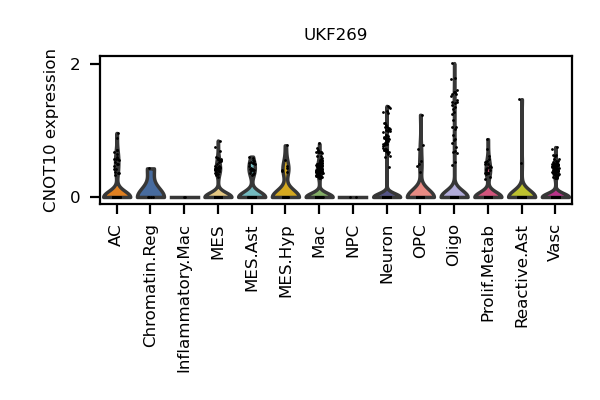 UKF269
CNOT10 expression
2
0
AC
Chromatin.Reg
Inflammatory.Mac
MES
MES.Ast
MES.Hyp
Mac
NPC
Neuron
OPC
Oligo
Prolif.Metab
Reactive.Ast
Vasc